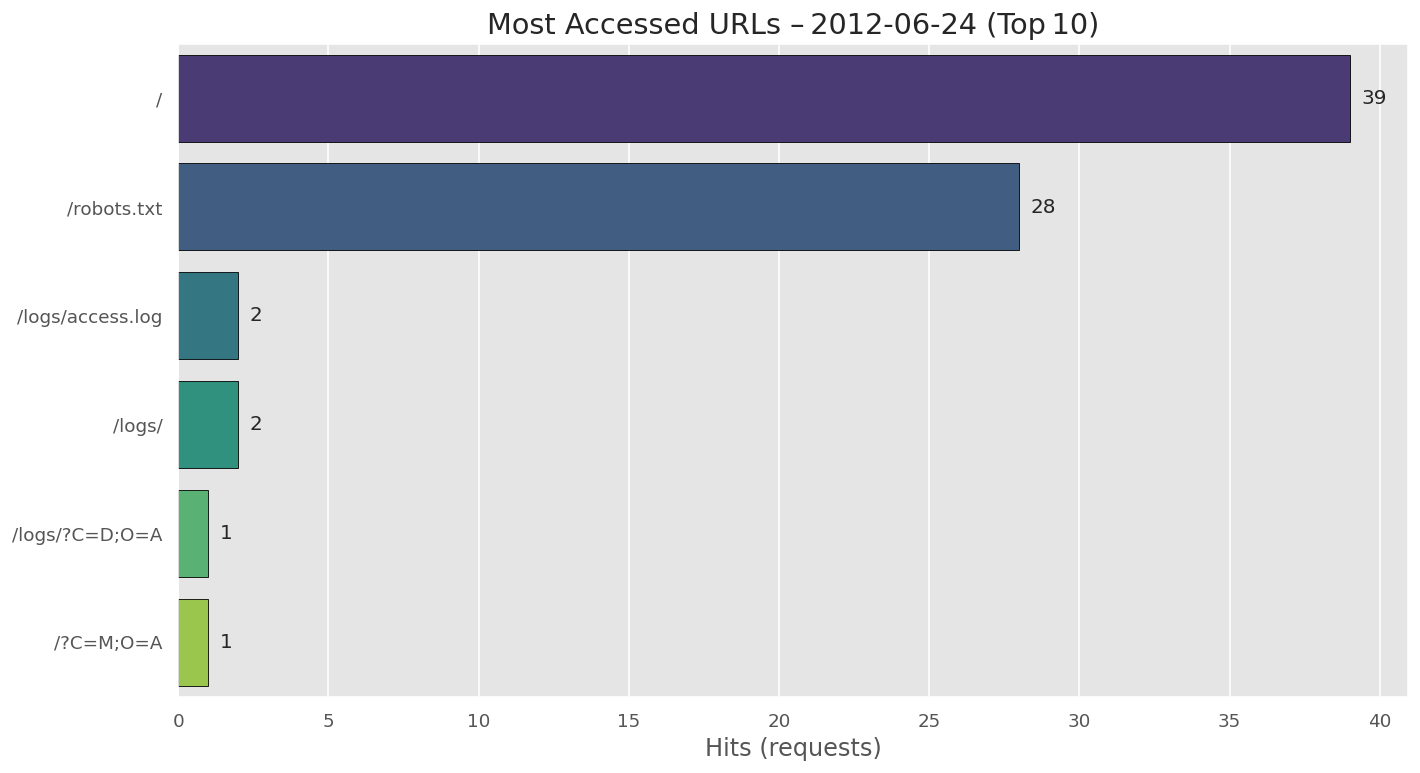 Most Accessed URLs – 2012-06-24 (Top 10)
/
39
/robots.txt
28
/logs/access.log
2
/logs/
2
/logs/?C=D;O=A
1
/?C=M;O=A
1
0 5 10 15 20 25 30 35 40
Hits (requests)